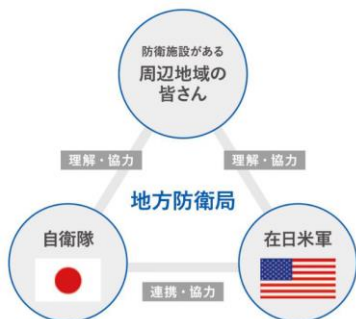 防衛施設がある
周辺地域の
皆さん
理解・協力
理解・協力
地方防衛局
自衛隊
在日米軍
連携・協力